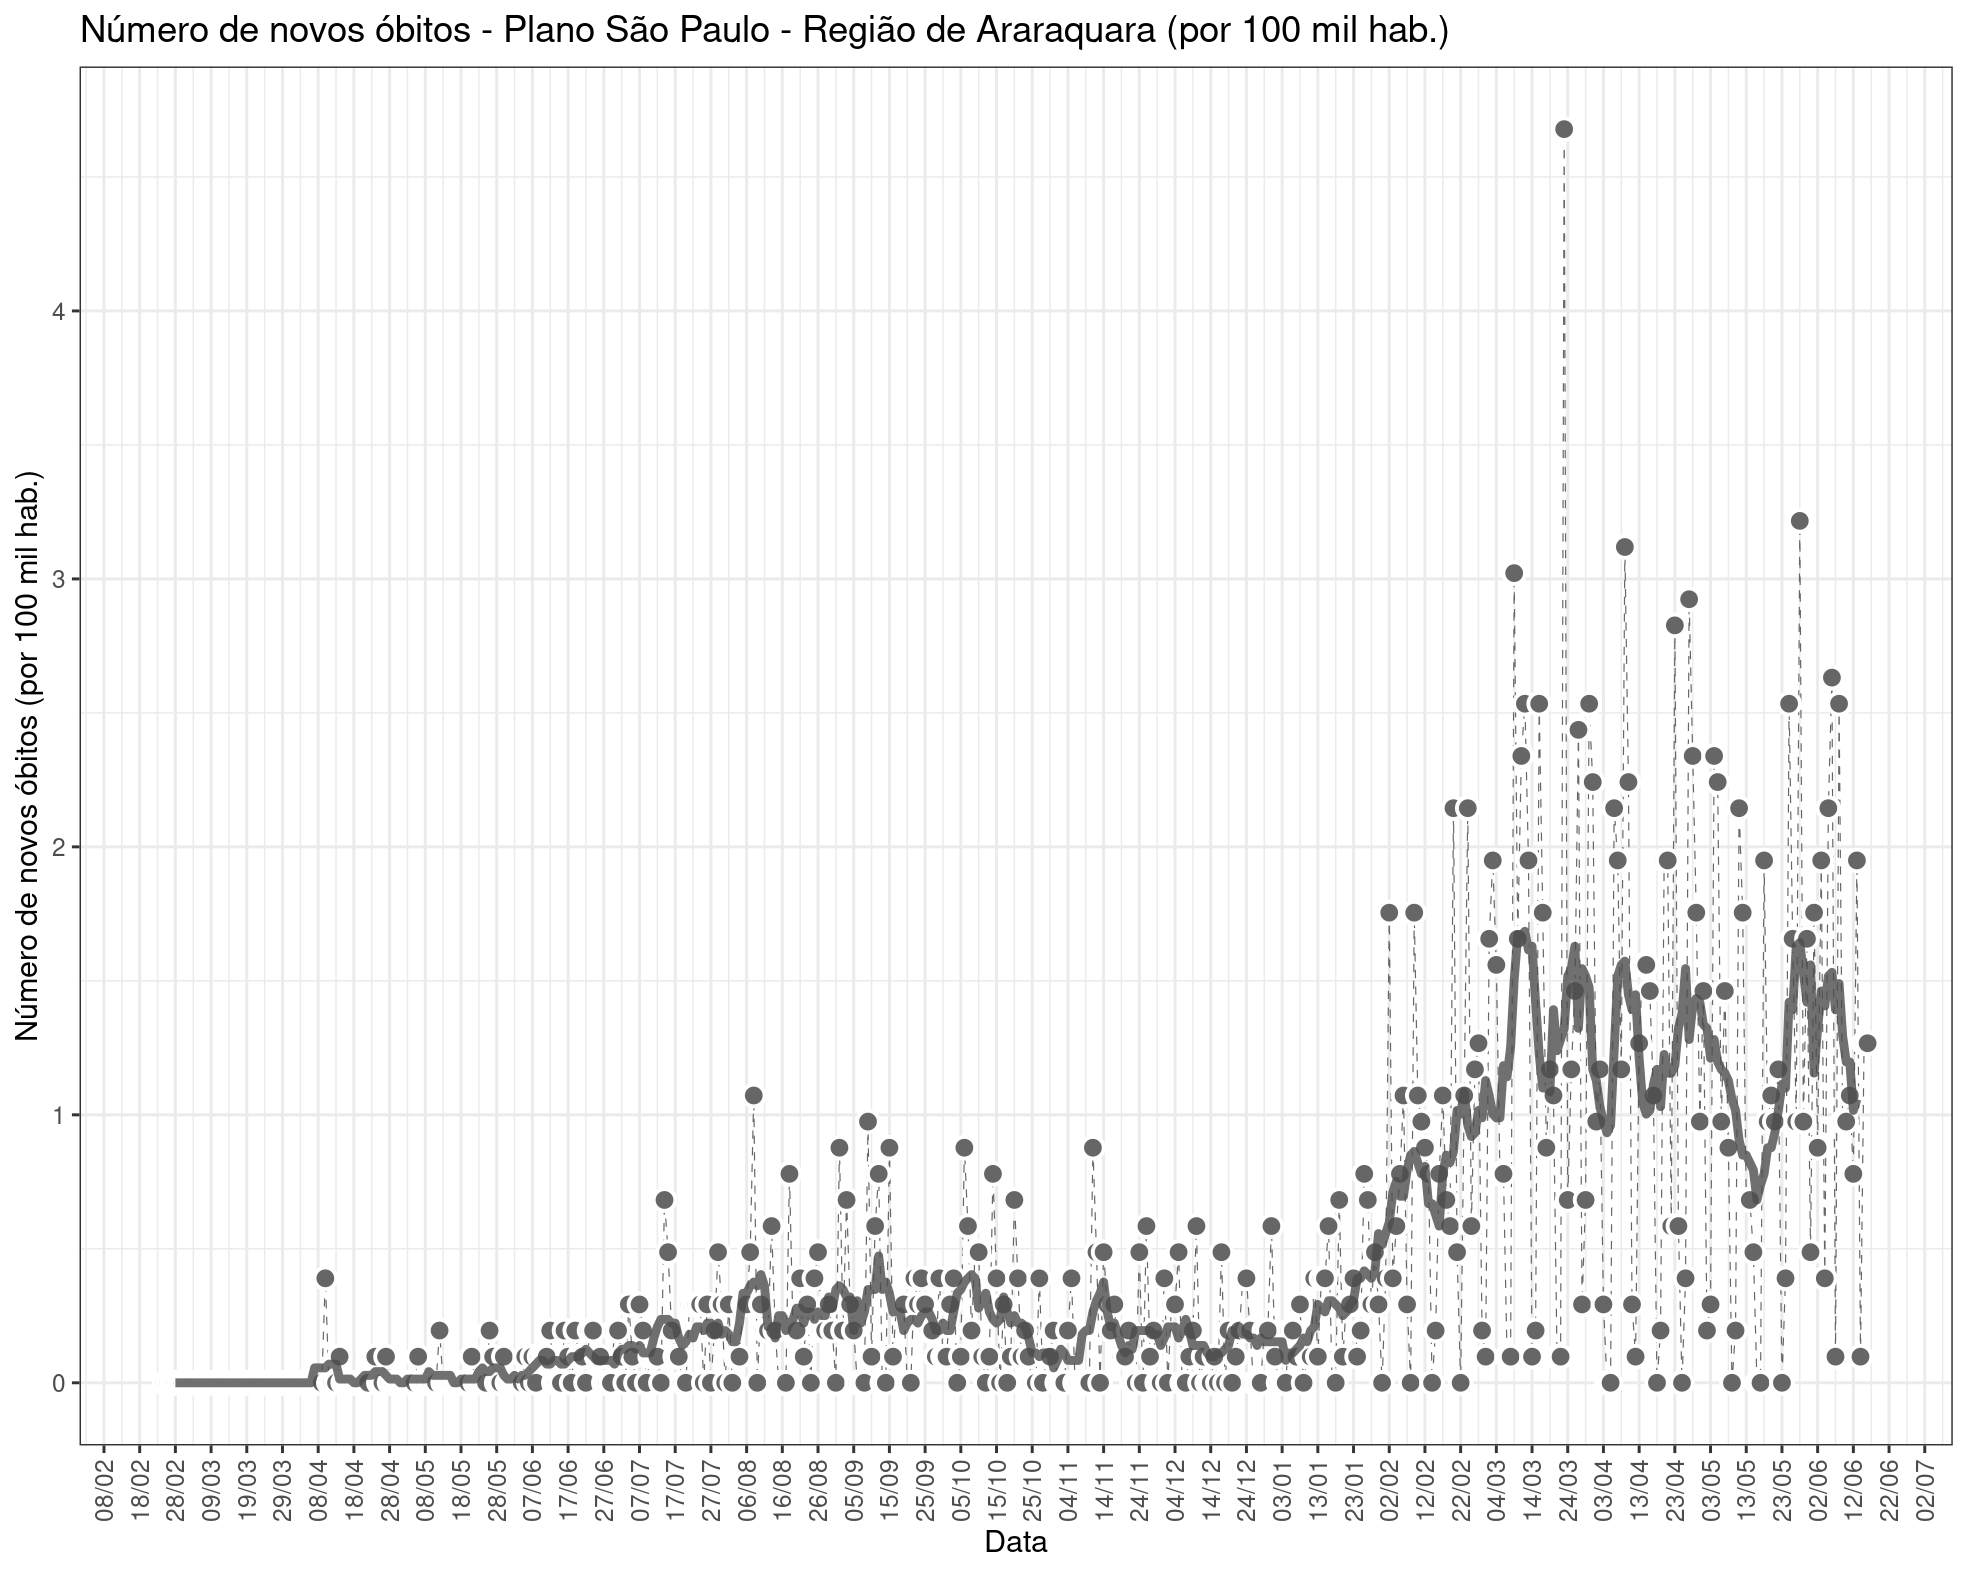 Número de novos óbitos - Plano São Paulo - Região de Araraquara (por 100 mil hab.)
Número de novos óbitos (por 100 mil hab.)
4
3
2
1
0
08/02 18/02 28/02 09/03 19/03 29/03 08/04 18/04 28/04 08/05 18/05 28/05 07/06 17/06 27/06 07/07 17/07 27/07 06/08 16/08 26/08 05/09 15/09 25/09 05/10 15/10 25/10 04/11 14/11 24/11 04/12 14/12 24/12 03/01 13/01 23/01 02/02 12/02 22/02 04/03 14/03 24/03 03/04 13/04 23/04 03/05 13/05 23/05 02/06 12/06 22/06 02/07
Data